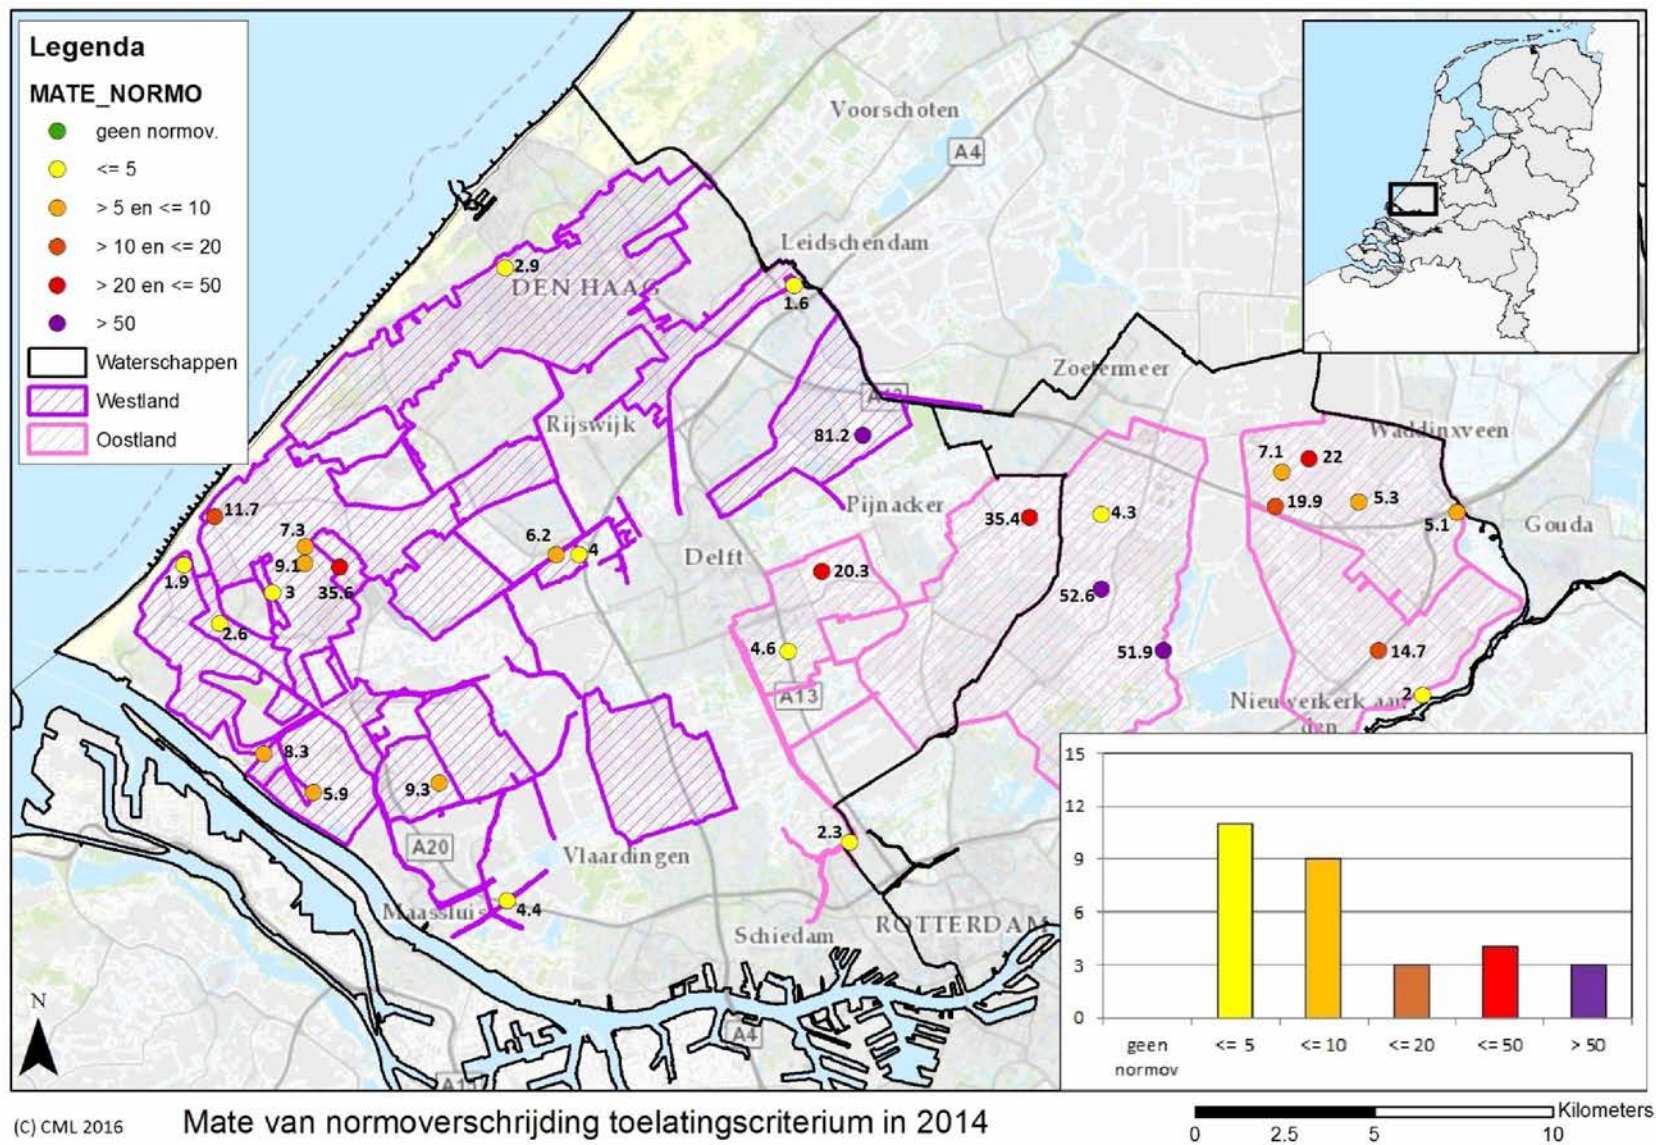 Legenda
MATE_NORMO
geen normov.
<= 5
> 5 en <= 10
> 10 en <= 20
> 20 en <= 50
> 50
Waterschappen
Westland
Oostland
Voorschoten
A4
Leidschendam
2.9
DEN HAAG
1.6
Zoetermeer
Rijswijk
81.2
Waddinxveen
7.1
22
19.9
5.3
5.1
Gouda
Pijnacker
35.4
4.3
11.7
7.3
9.1
35.6
1.9
3
2.6
6.2
4
Delft
20.3
52.6
4.6
51.9
14.7
2
A13
Nieuwerkerk aan
den
8.3
5.9
9.3
2.3
A20
Vlaardingen
Maassluis
4.4
Schiedam
ROTTERDAM
A4
N
15
12
9
6
3
0
geen
normov
<= 5
<= 10
<= 20
<=50
> 50
(C) CML 2016
Mate van normoverschrijding toelatingscriterium in 2014
Kilometers
0 2.5 5 10